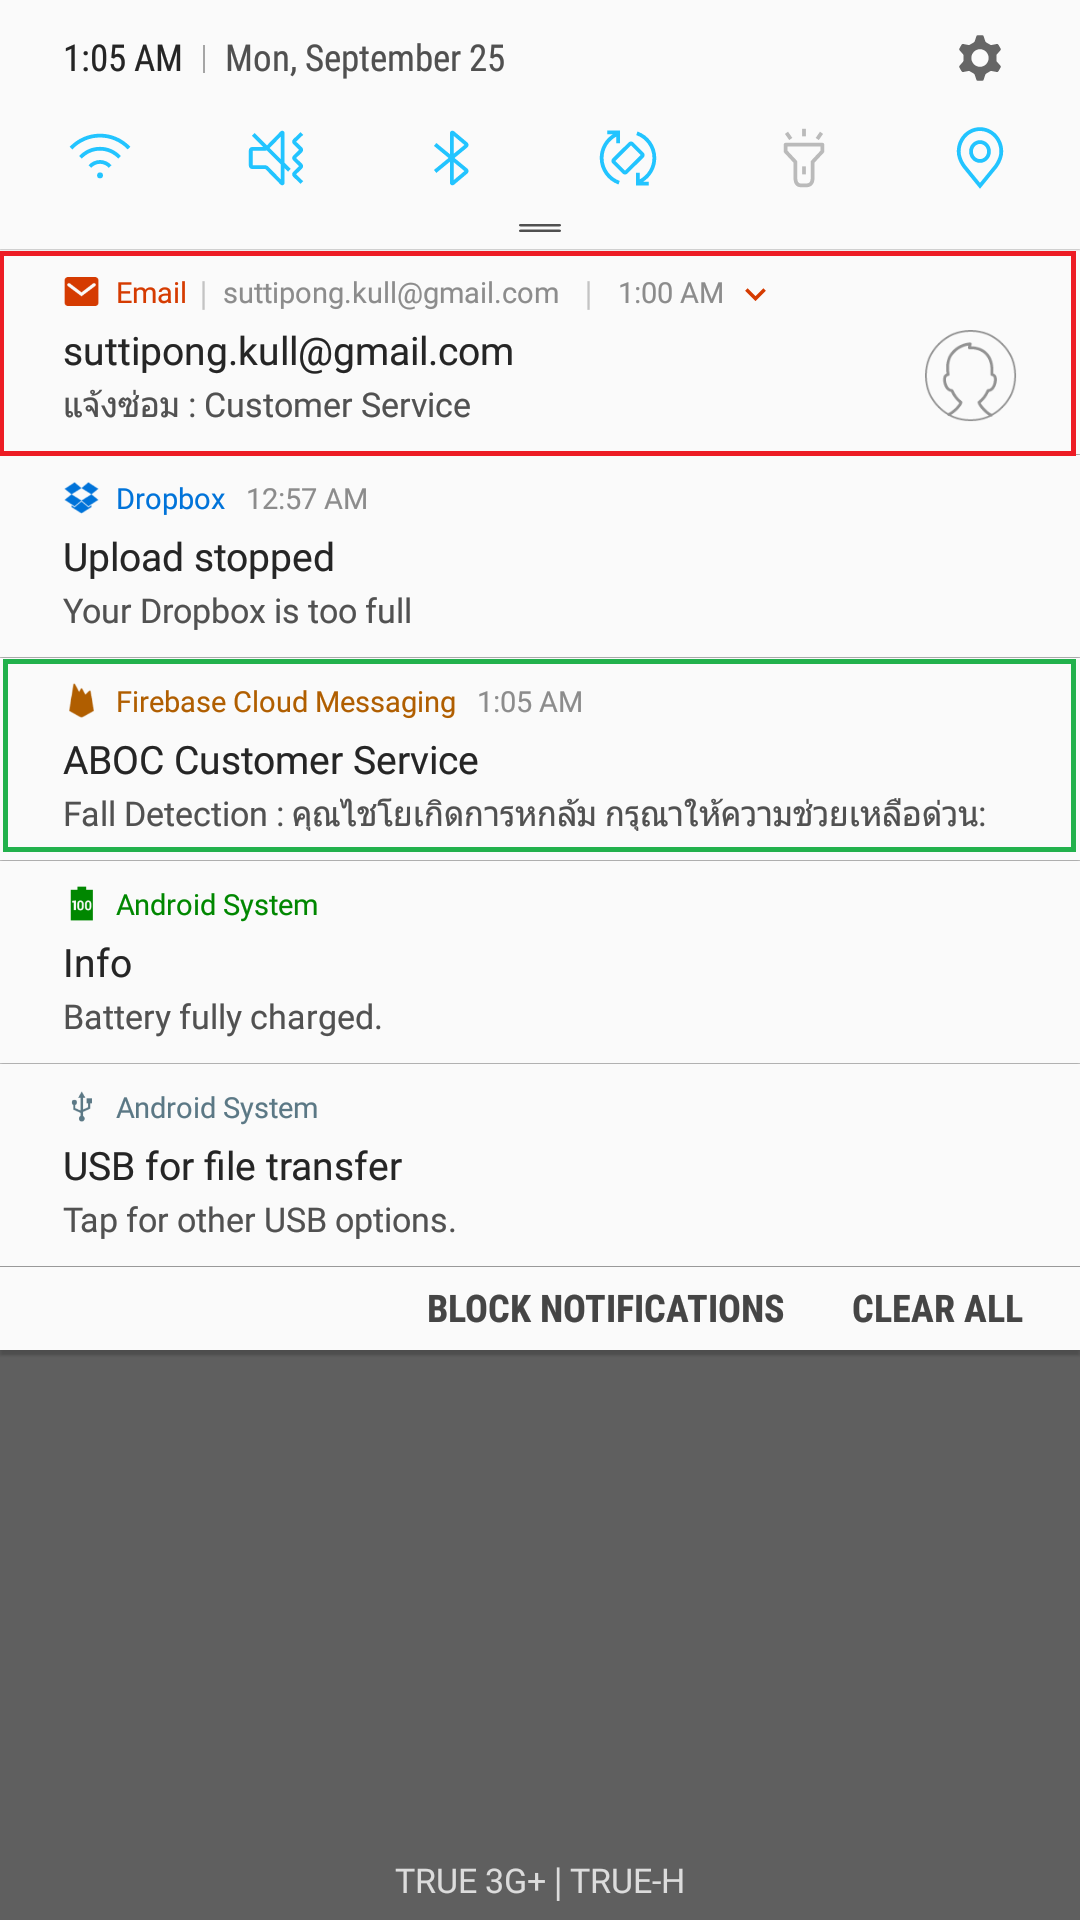 1:05 AM | Mon, September 25
Email | suttipong.kull@gmail.com | 1:00 AM
suttipong.kull@gmail.com
แจ้งซ่อม : Customer Service
Dropbox 12:57 AM
Upload stopped
Your Dropbox is too full
Firebase Cloud Messaging 1:05 AM
ABOC Customer Service
Fall Detection : คุณไชโยเกิดการหกล้ม กรุณาให้ความช่วยเหลือด่วน:
100 Android System
Info
Battery fully charged.
Android System
USB for file transfer
Tap for other USB options.
BLOCK NOTIFICATIONS CLEAR ALL
TRUE 3G+ | TRUE-H